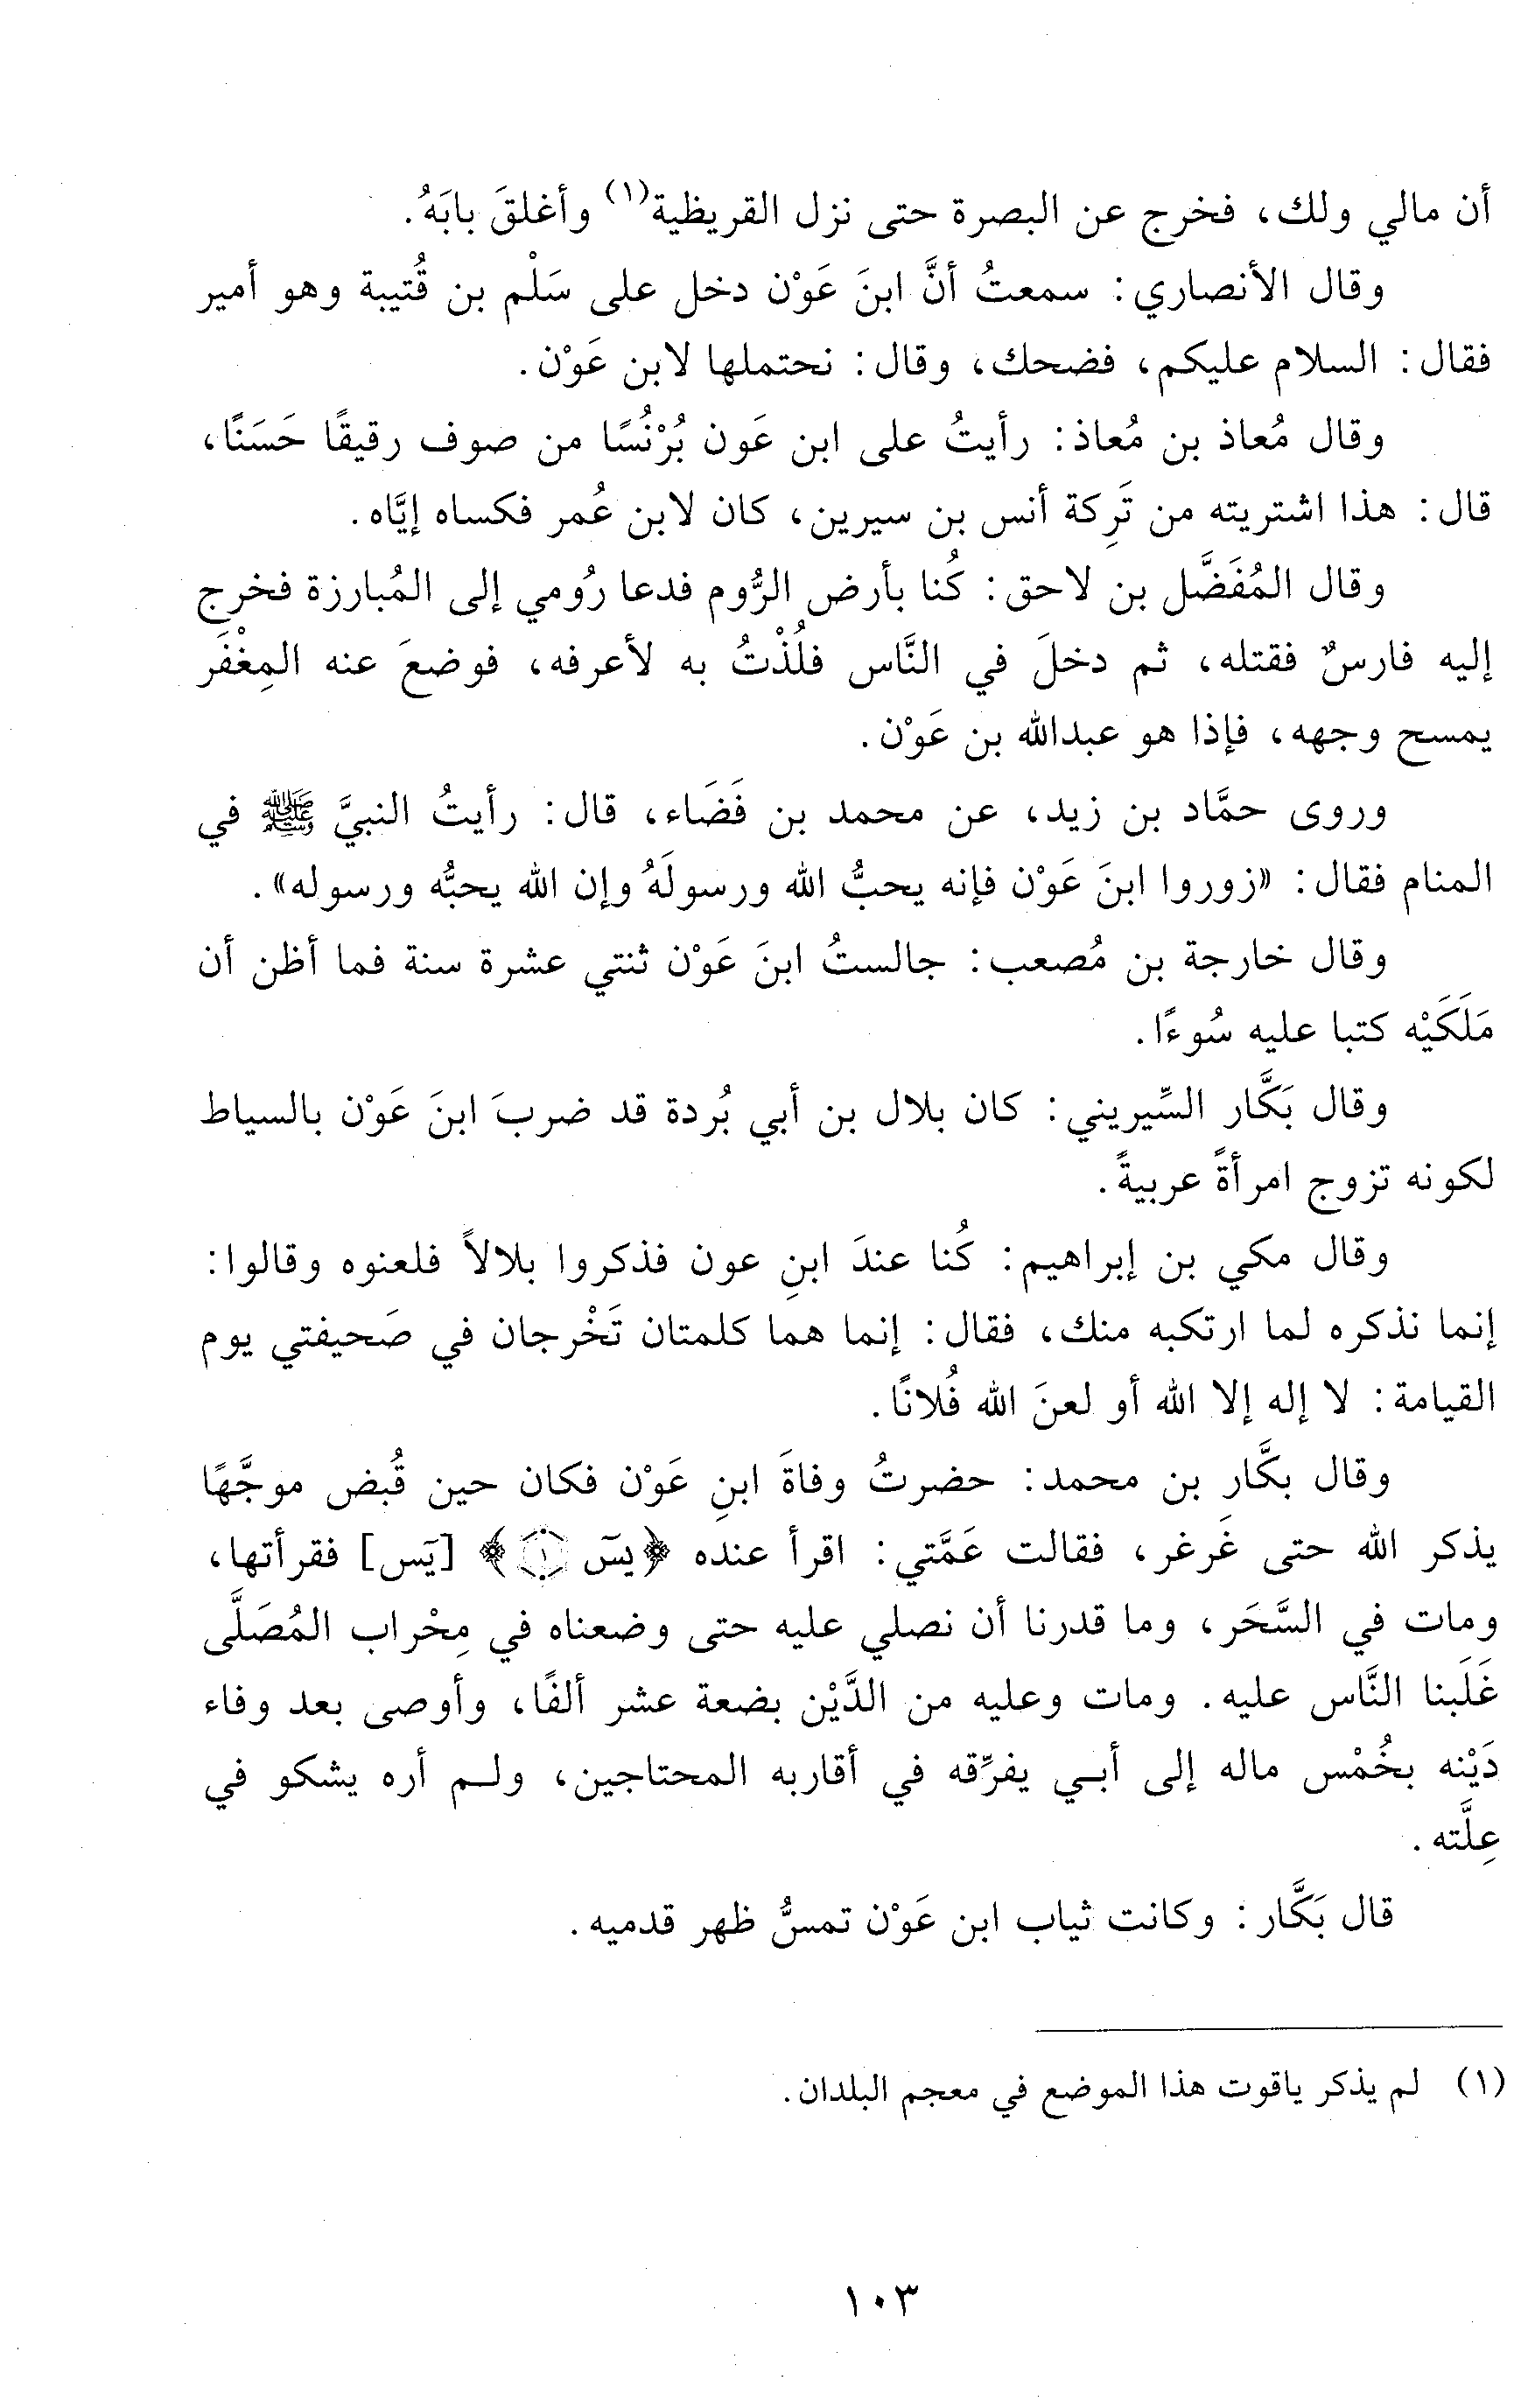 أن مالي ولك، فخرج عن البصرة حتى نزل القريظية(١) وأغلقَ بابَهُ.
وقال الأنصاري: سمعتُ أنَّ ابنَ عَوْن دخل على سَلْم بن قُتيبة وهو أمير
فقال: السلام عليكم، فضحك، وقال: نحتملها لابن عَوْن.
وقال مُعاذ بن مُعاذ: رأيتُ على ابن عَون بُرْنُسًا من صوف رقيقًا حَسَنًا،
قال: هذا اشتريته من تَرِكة أنس بن سيرين، كان لابن عُمر فكساه إيَّاه.
وقال المُفَضَّل بن لاحق: كُنا بأرض الرُّوم فدعا رُومي إلى المُبارزة فخرج
إليه فارسٌ فقتله، ثم دخلَ في النَّاس فلُذْتُ به لأعرفه، فوضعَ عنه المِغْفَر
يمسح وجهه، فإذا هو عبدالله بن عَوْن.
وروى حمَّاد بن زيد، عن محمد بن فَضَاء، قال: رأيتُ النبيَّ ﷺ في
المنام فقال: «زوروا ابنَ عَوْن فإنه يحبُّ الله ورسولَهُ وإن الله يحبُّه ورسوله».
وقال خارجة بن مُصعب: جالستُ ابنَ عَوْن ثنتي عشرة سنة فما أظن أن
مَلَكَيْه كتبا عليه سُوءًا.
وقال بَكَّار السِّيريني: كان بلال بن أبي بُردة قد ضربَ ابنَ عَوْن بالسياط
لكونه تزوج امرأةً عربيةً.
وقال مكي بن إبراهيم: كُنا عندَ ابنِ عون فذكروا بلالاً فلعنوه وقالوا:
إنما نذكره لما ارتكبه منك، فقال: إنما هما كلمتان تَخْرجان في صَحيفتي يوم
القيامة: لا إله إلا الله أو لعنَ الله فُلانًا.
وقال بكَّار بن محمد: حضرتُ وفاةَ ابنِ عَوْن فكان حين قُبض موجَّهًا
يذكر الله حتى غَرغر، فقالت عَمَّتي: اقرأ عنده ﴿يسٓ ١﴾ [يَس] فقرأتها،
ومات في السَّحَر، وما قدرنا أن نصلي عليه حتى وضعناه في مِحْراب المُصَلَّى
غَلَبنا النَّاس عليه. ومات وعليه من الدَّيْن بضعة عشر ألفًا، وأوصى بعد وفاء
دَيْنه بخُمْس ماله إلى أبي يفرِّقه في أقاربه المحتاجين، ولم أره يشكو في
عِلَّته.
قال بَكَّار: وكانت ثياب ابن عَوْن تمسُّ ظهر قدميه.
(١) لم يذكر ياقوت هذا الموضع في معجم البلدان.
١٠٣